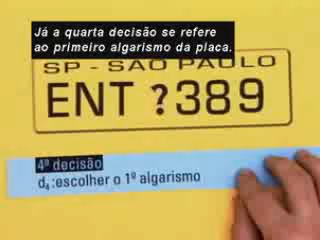 Já a quarta decisão se refere
ao primeiro algarismo da placa.
SP - SÃO PAULO
ENT ?389
4ª decisão
d₄:escolher o 1º algarismo